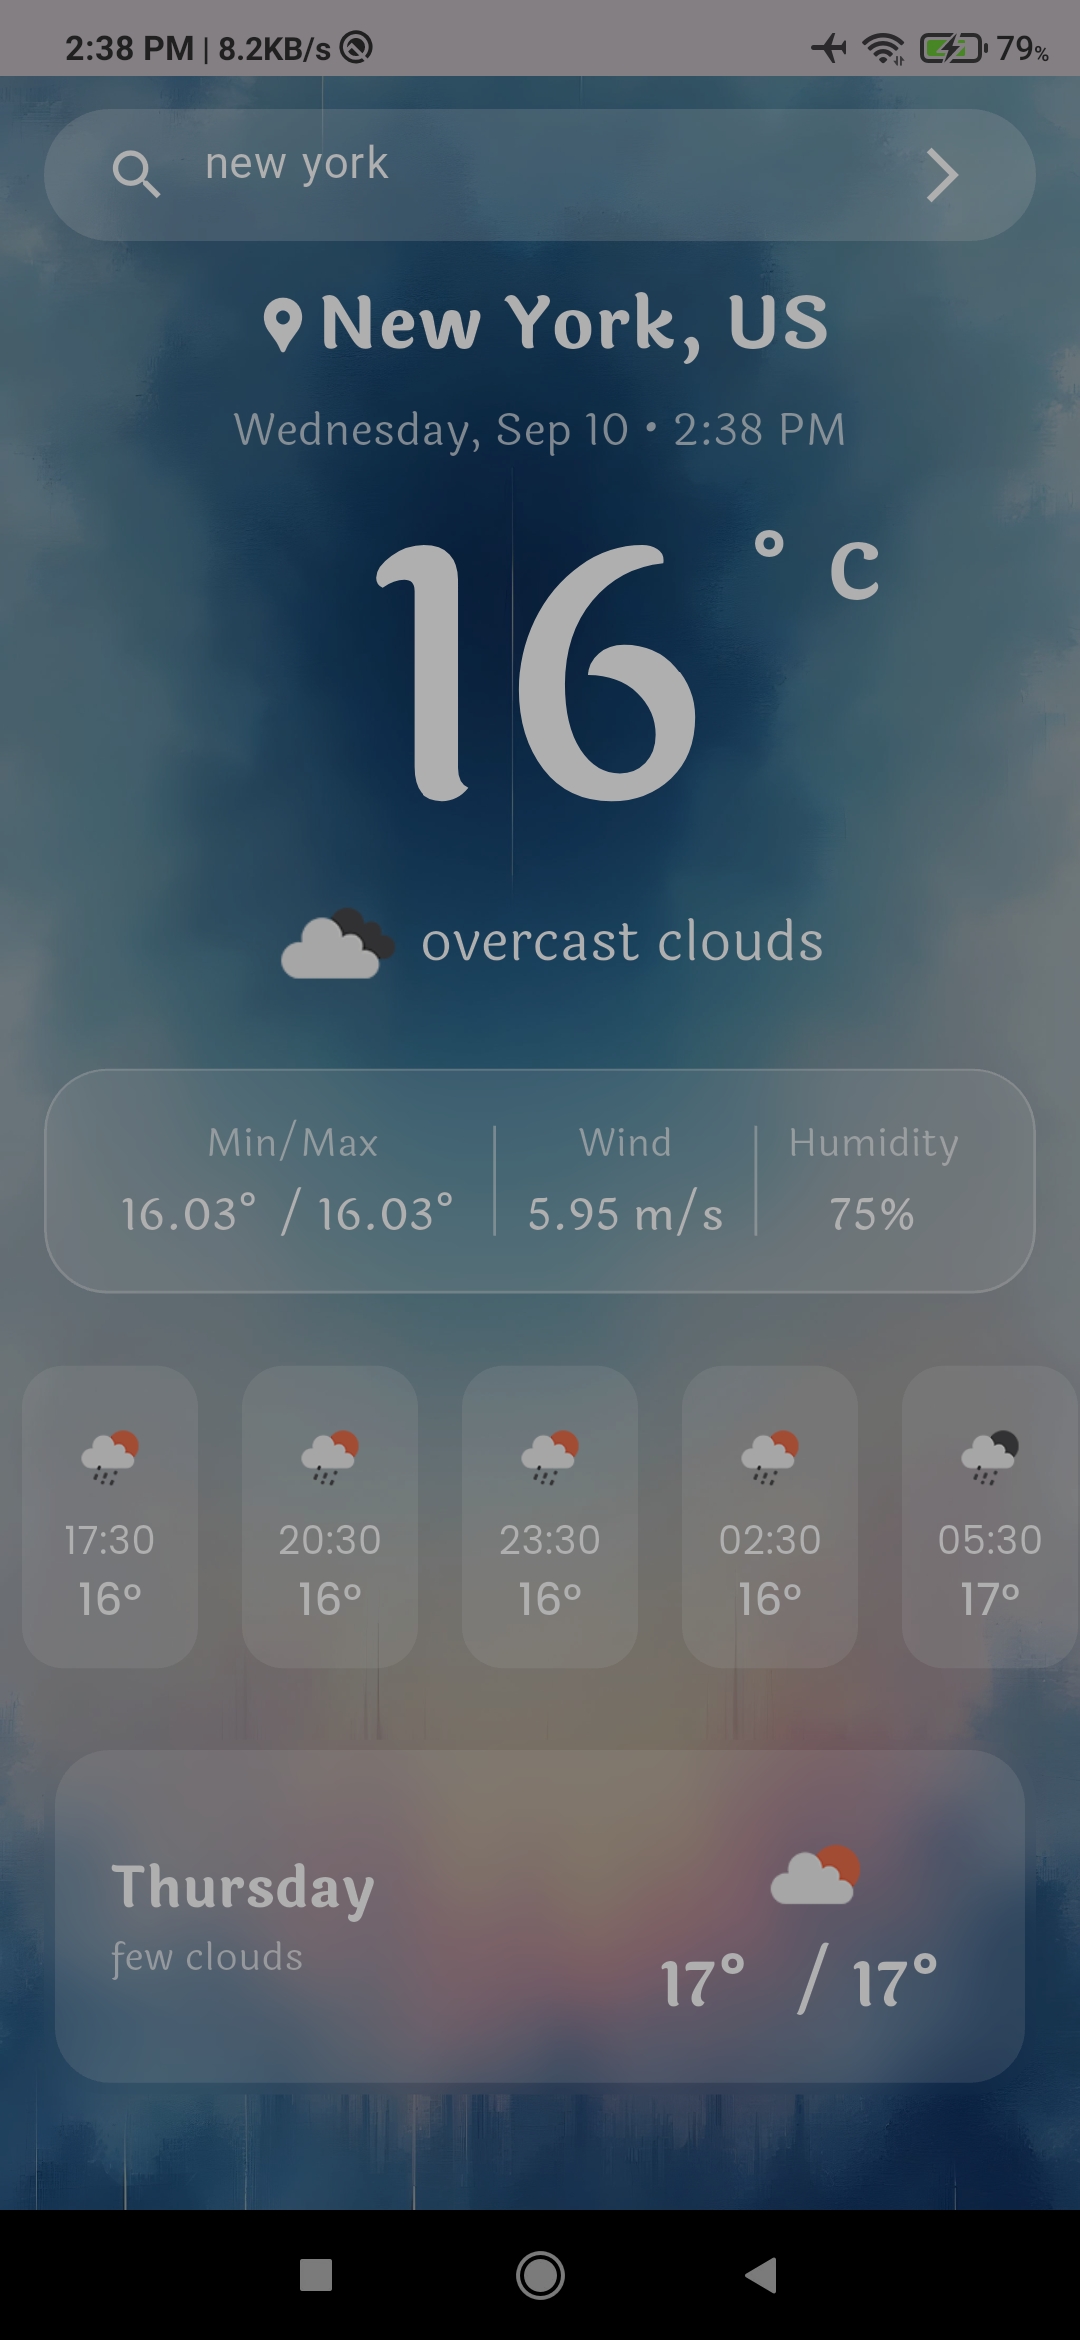 2:38 PM | 8.2KB/s 79%
new york
New York, US
Wednesday, Sep 10 • 2:38 PM
16 ° C
overcast clouds
Min/Max Wind Humidity
16.03° / 16.03° 5.95 m/s 75%
17:30 20:30 23:30 02:30 05:30
16° 16° 16° 16° 17°
Thursday
few clouds
17° / 17°